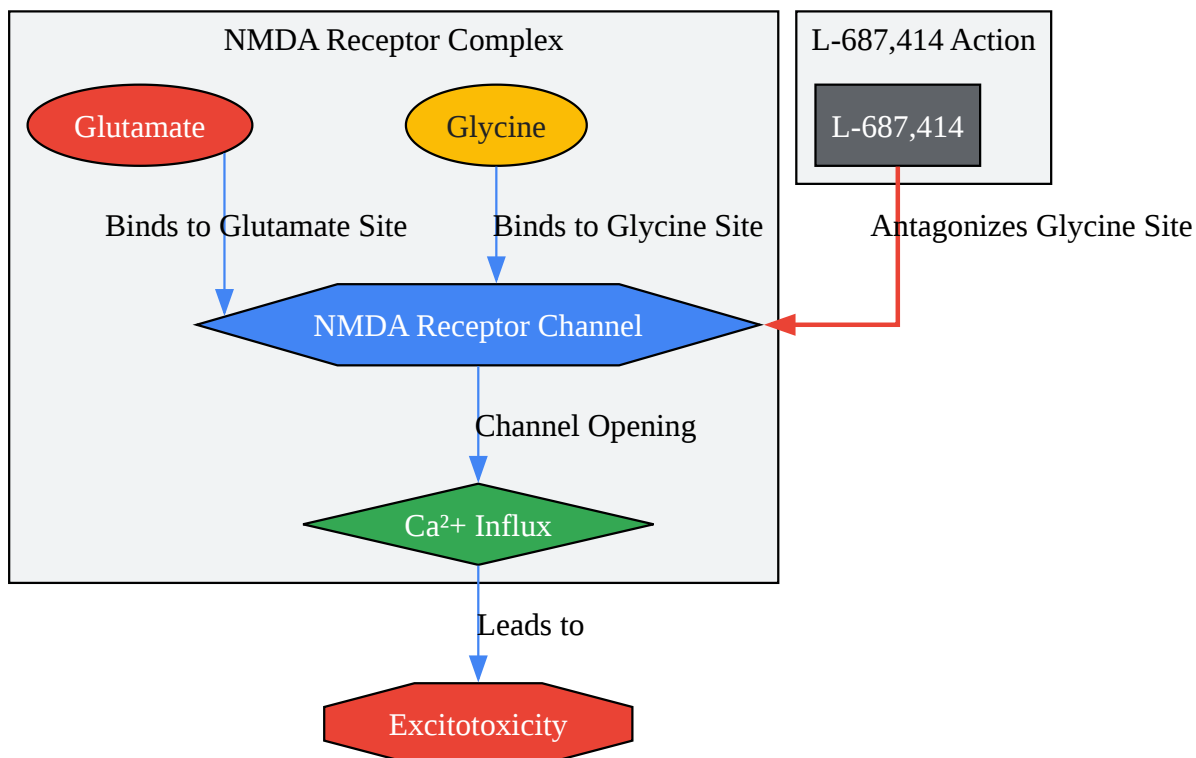 NMDA Receptor Complex
L-687,414 Action
Glutamate
Glycine
L-687,414
Binds to Glutamate Site
Binds to Glycine Site
Antagonizes Glycine Site
NMDA Receptor Channel
Channel Opening
Ca²+ Influx
Leads to
Excitotoxicity